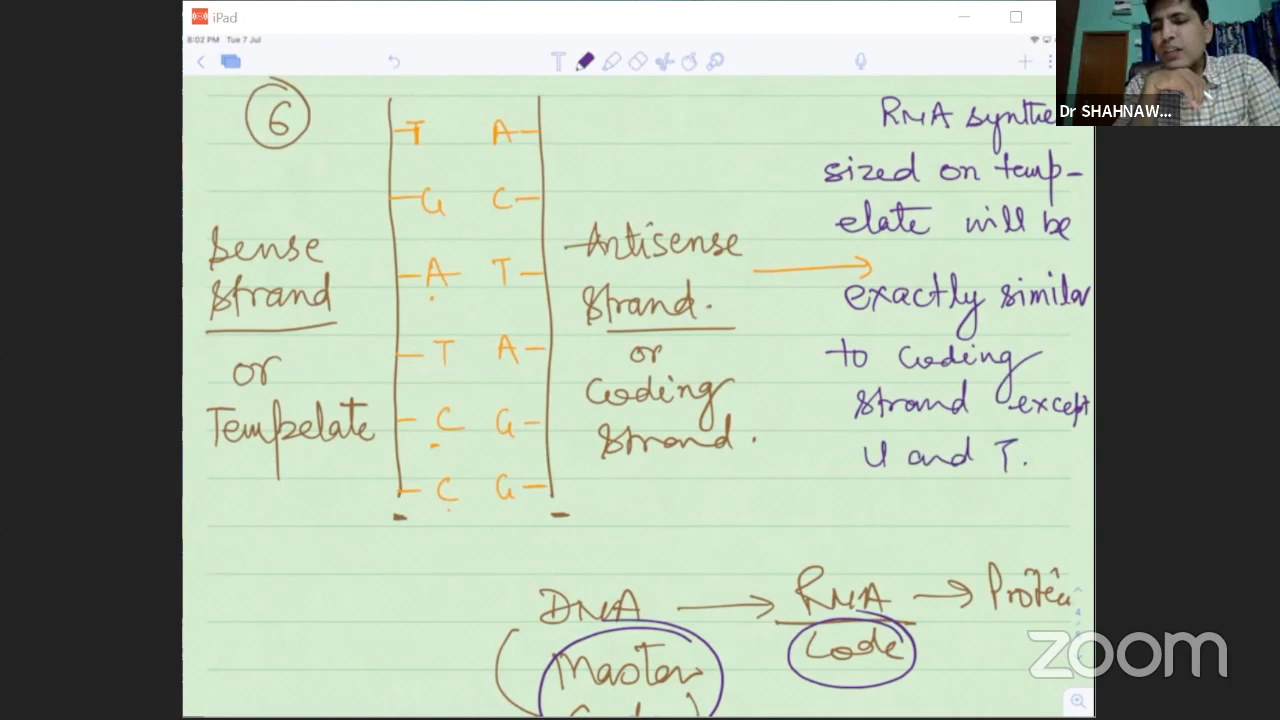 iPad
8:02 PM Tue 7 Jul
Dr SHAHNAW...
6
T A
G C
A T
T A
C G
C G
Sense
Strand
or
Tempelate
Antisense
Strand.
or
Coding
Strand.
RNA synthe
sized on temp-
elate will be
exactly similar
to Coding
Strand except
U and T.
DNA → RNA → Protein
(Master
Code
zoom